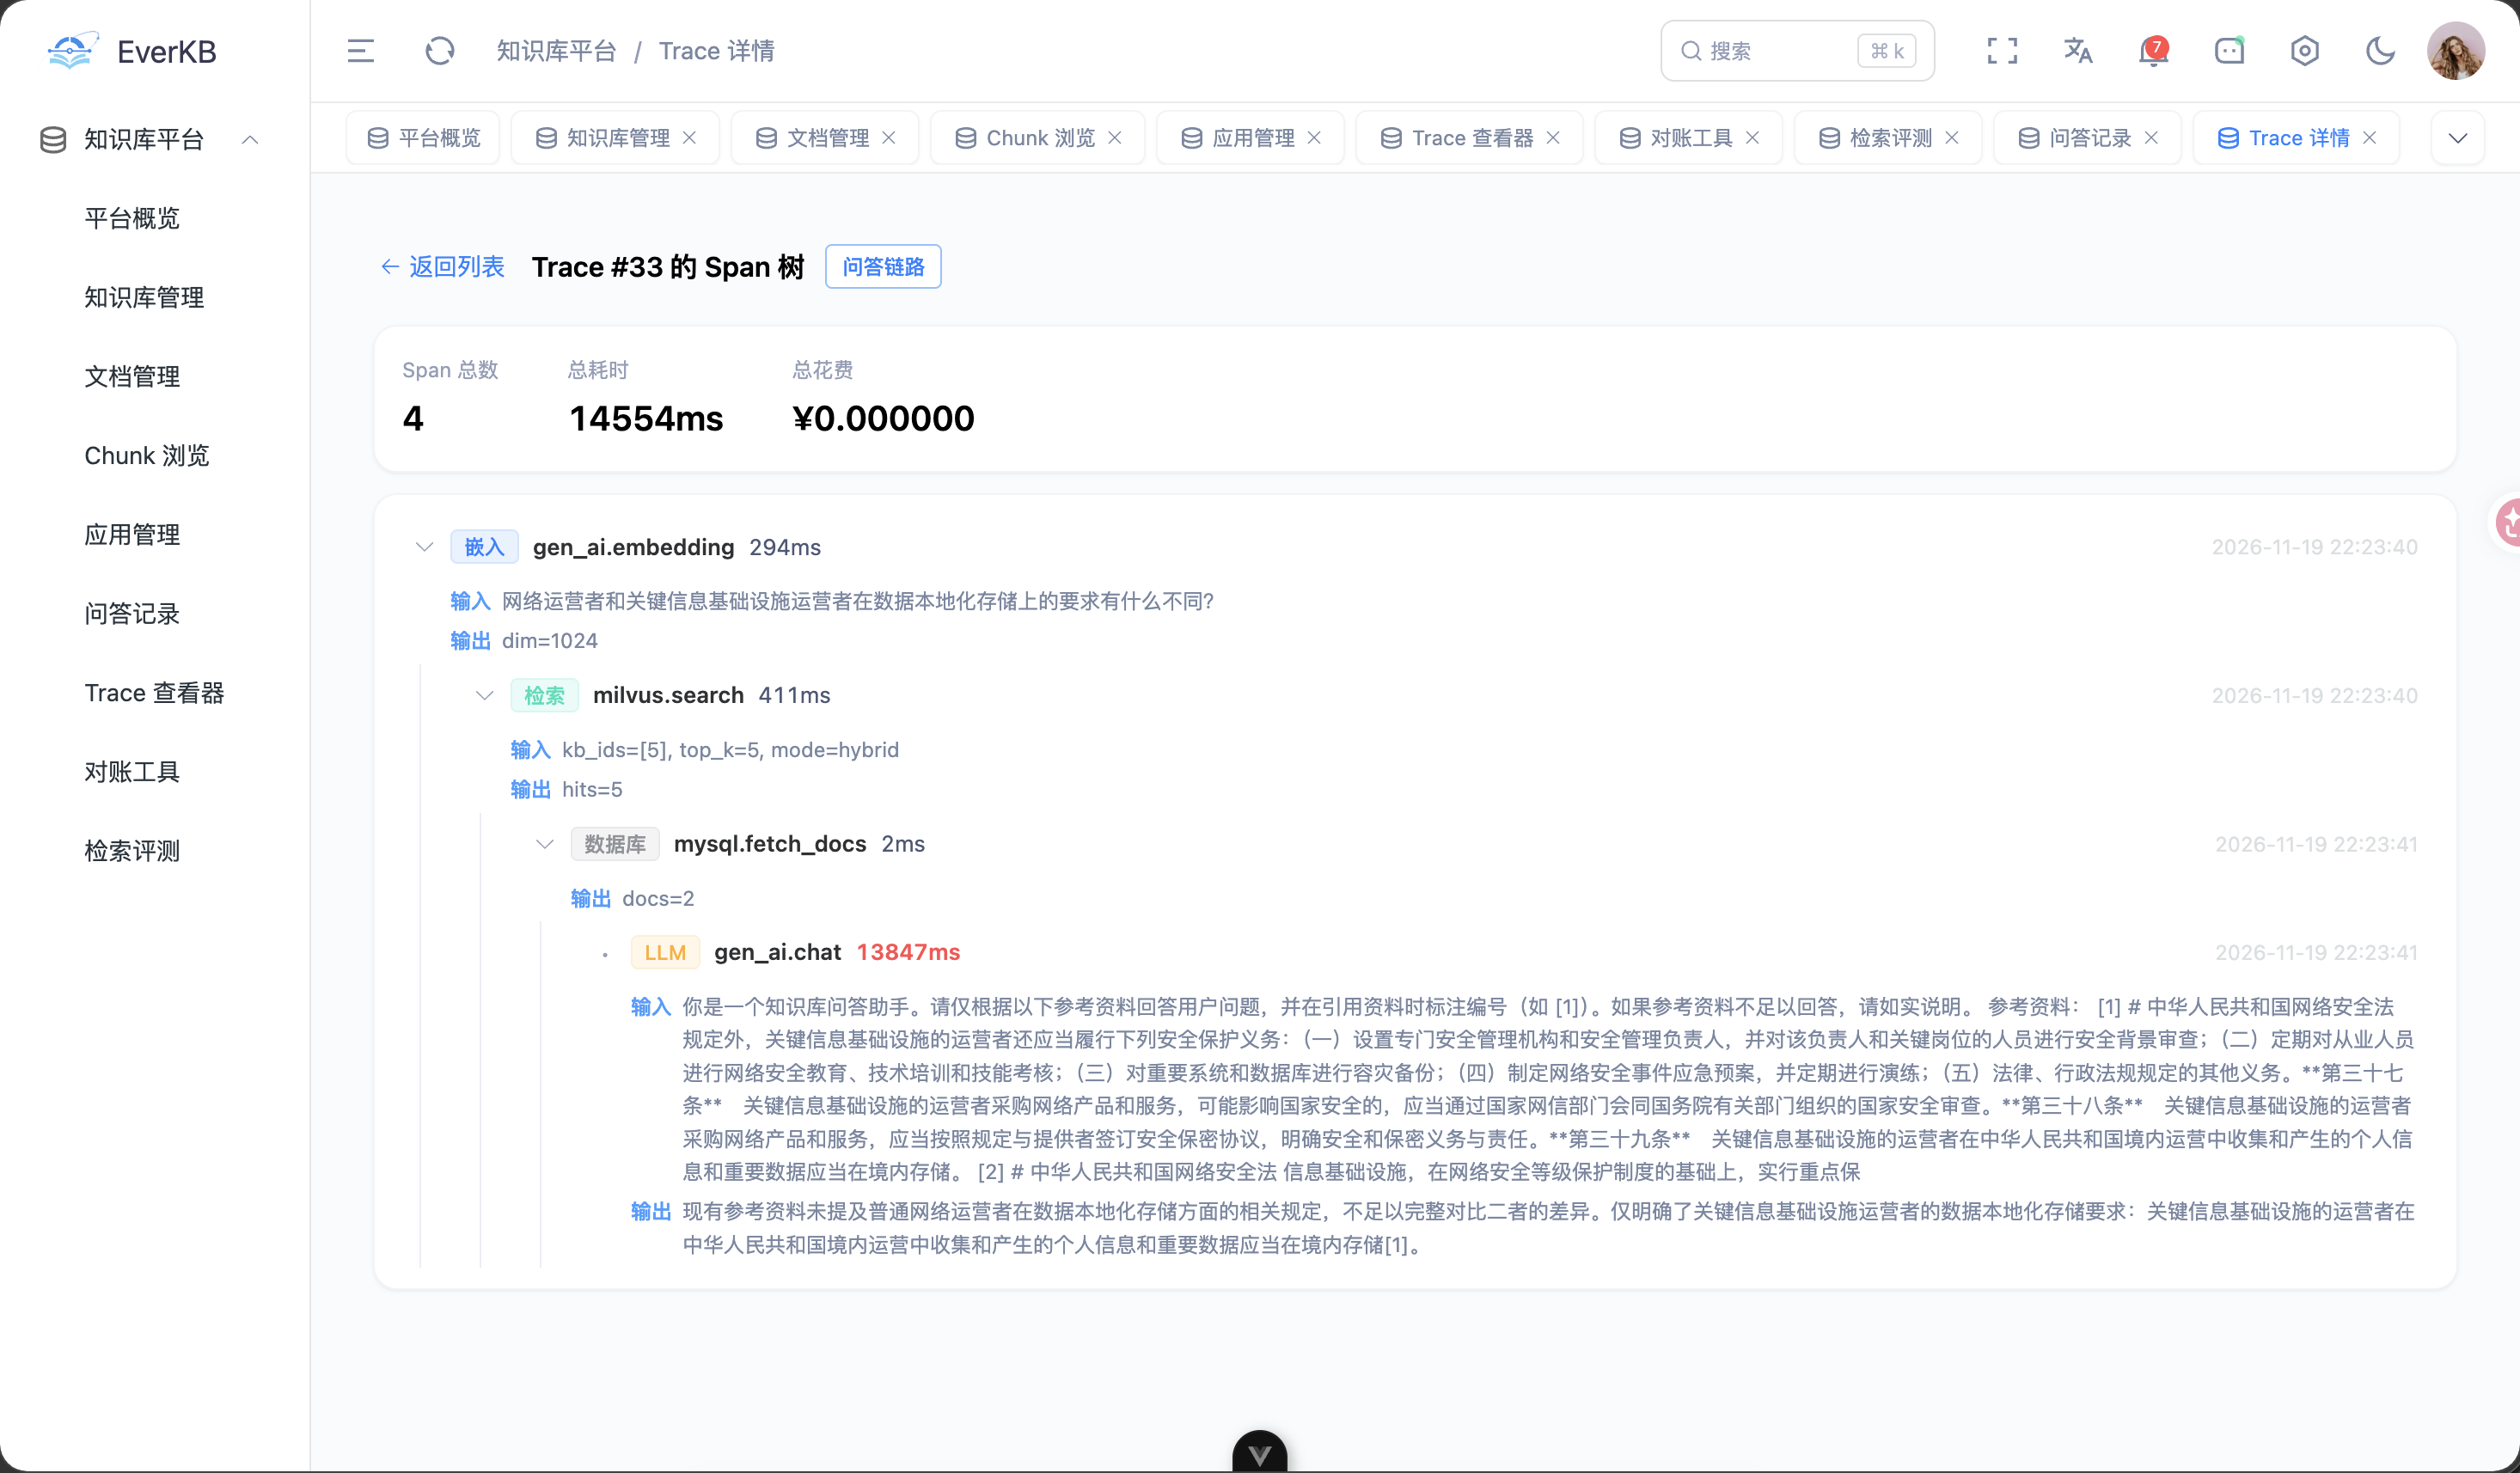 EverKB
知识库平台 / Trace 详情
搜索 ⌘ k
7
知识库平台
平台概览
知识库管理
文档管理
Chunk 浏览
应用管理
问答记录
Trace 查看器
对账工具
检索评测
平台概览 知识库管理 文档管理 Chunk 浏览 应用管理 Trace 查看器 对账工具 检索评测 问答记录 Trace 详情
← 返回列表 Trace #33 的 Span 树 问答链路
Span 总数 总耗时 总花费
4 14554ms ¥0.000000
嵌入 gen_ai.embedding 294ms 2026-11-19 22:23:40
输入 网络运营者和关键信息基础设施运营者在数据本地化存储上的要求有什么不同?
输出 dim=1024
检索 milvus.search 411ms 2026-11-19 22:23:40
输入 kb_ids=[5], top_k=5, mode=hybrid
输出 hits=5
数据库 mysql.fetch_docs 2ms 2026-11-19 22:23:41
输出 docs=2
LLM gen_ai.chat 13847ms 2026-11-19 22:23:41
输入 你是一个知识库问答助手。请仅根据以下参考资料回答用户问题，并在引用资料时标注编号（如 [1]）。如果参考资料不足以回答，请如实说明。 参考资料： [1] # 中华人民共和国网络安全法
规定外，关键信息基础设施的运营者还应当履行下列安全保护义务：（一）设置专门安全管理机构和安全管理负责人，并对该负责人和关键岗位的人员进行安全背景审查；（二）定期对从业人员
进行网络安全教育、技术培训和技能考核；（三）对重要系统和数据库进行容灾备份；（四）制定网络安全事件应急预案，并定期进行演练；（五）法律、行政法规规定的其他义务。**第三十七
条**　关键信息基础设施的运营者采购网络产品和服务，可能影响国家安全的，应当通过国家网信部门会同国务院有关部门组织的国家安全审查。**第三十八条**　关键信息基础设施的运营者
采购网络产品和服务，应当按照规定与提供者签订安全保密协议，明确安全和保密义务与责任。**第三十九条**　关键信息基础设施的运营者在中华人民共和国境内运营中收集和产生的个人信
息和重要数据应当在境内存储。 [2] # 中华人民共和国网络安全法 信息基础设施，在网络安全等级保护制度的基础上，实行重点保
输出 现有参考资料未提及普通网络运营者在数据本地化存储方面的相关规定，不足以完整对比二者的差异。仅明确了关键信息基础设施运营者的数据本地化存储要求：关键信息基础设施的运营者在
中华人民共和国境内运营中收集和产生的个人信息和重要数据应当在境内存储[1]。